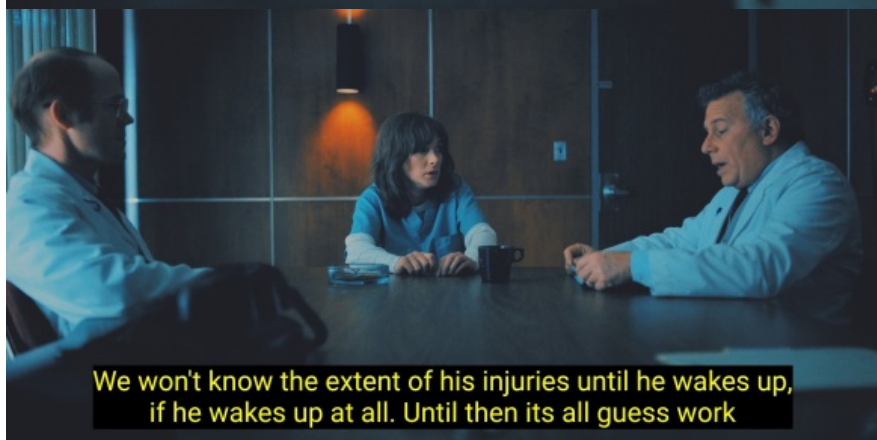 We won't know the extent of his injuries until he wakes up,
if he wakes up at all. Until then its all guess work